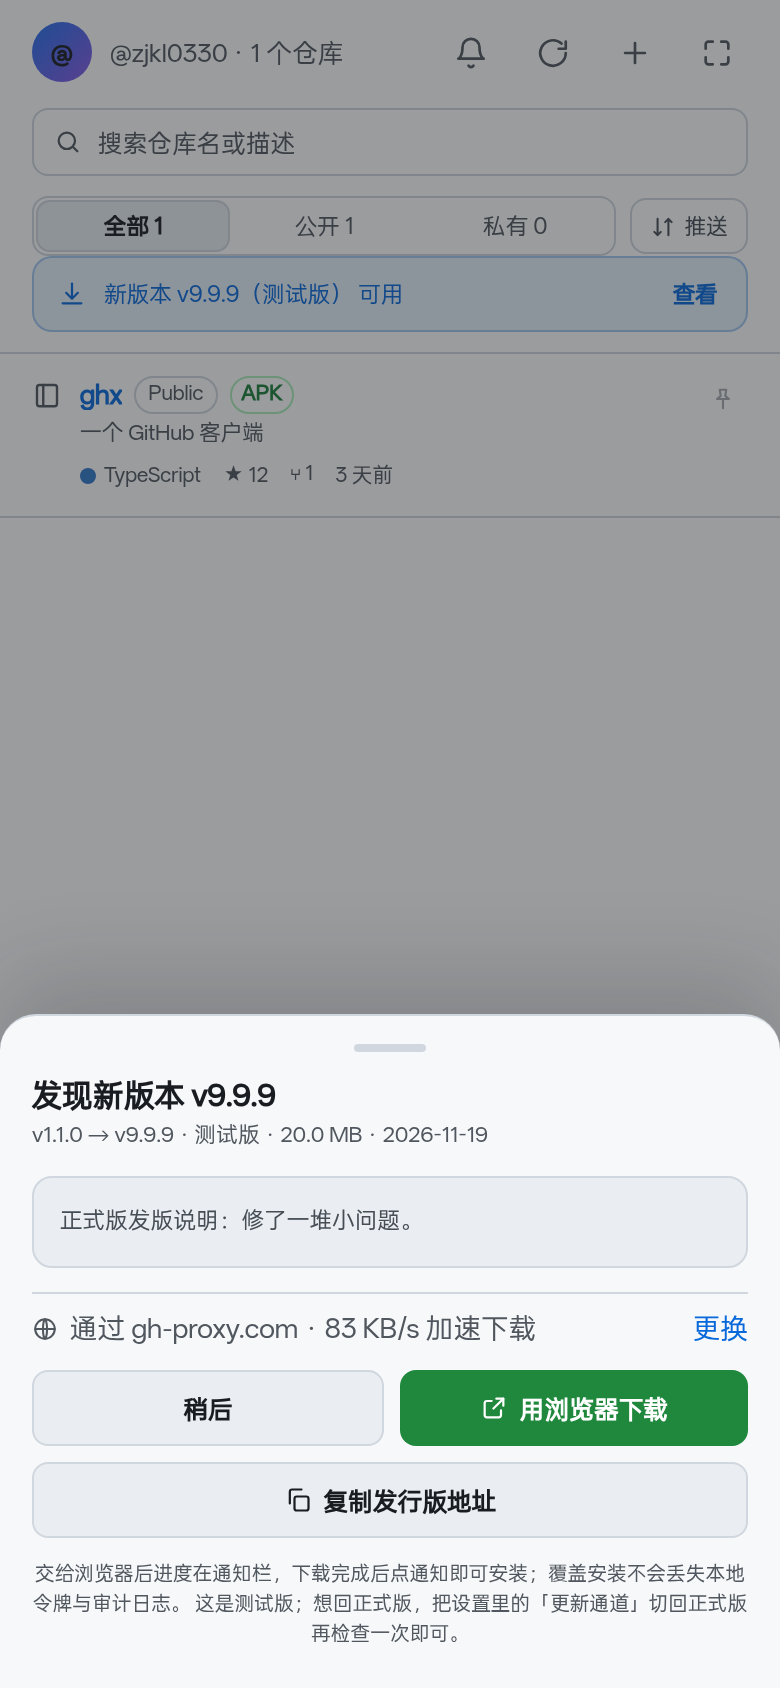 @ @zjkl0330 · 1 个仓库
搜索仓库名或描述
全部 1 公开 1 私有 0 推送
新版本 v9.9.9（测试版） 可用 查看
ghx Public APK
一个 GitHub 客户端
TypeScript ★ 12 1 3 天前
发现新版本 v9.9.9
v1.1.0 → v9.9.9 · 测试版 · 20.0 MB · 2026-11-19
正式版发版说明：修了一堆小问题。
通过 gh-proxy.com · 83 KB/s 加速下载 更换
稍后 用浏览器下载
复制发行版地址
交给浏览器后进度在通知栏，下载完成后点通知即可安装；覆盖安装不会丢失本地
令牌与审计日志。 这是测试版；想回正式版，把设置里的「更新通道」切回正式版
再检查一次即可。